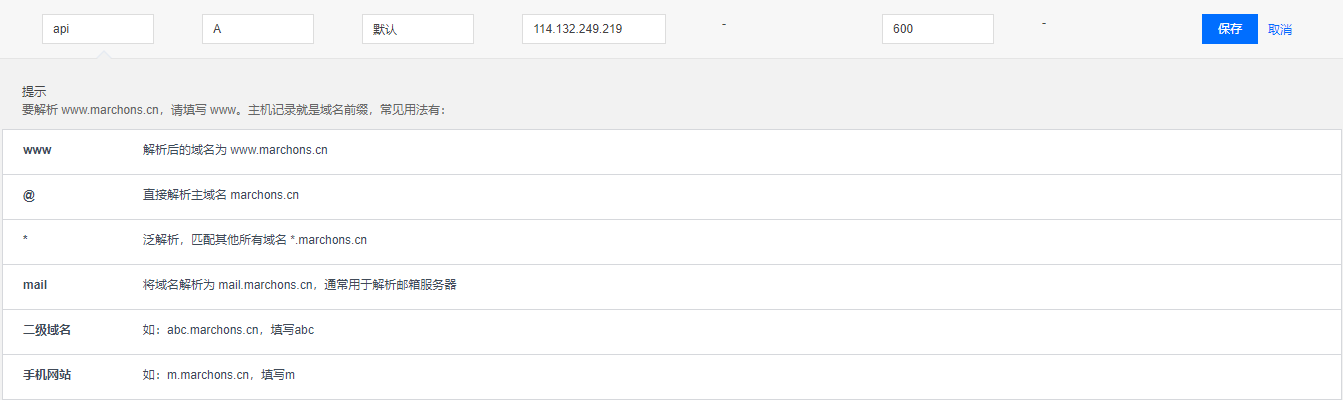 api A 默认 114.132.249.219 - 600 - 保存 取消
提示
要解析 www.marchons.cn，请填写 www。主机记录就是域名前缀，常见用法有：
www 解析后的域名为 www.marchons.cn
@ 直接解析主域名 marchons.cn
* 泛解析，匹配其他所有域名 *.marchons.cn
mail 将域名解析为 mail.marchons.cn，通常用于解析邮箱服务器
二级域名 如：abc.marchons.cn，填写abc
手机网站 如：m.marchons.cn，填写m